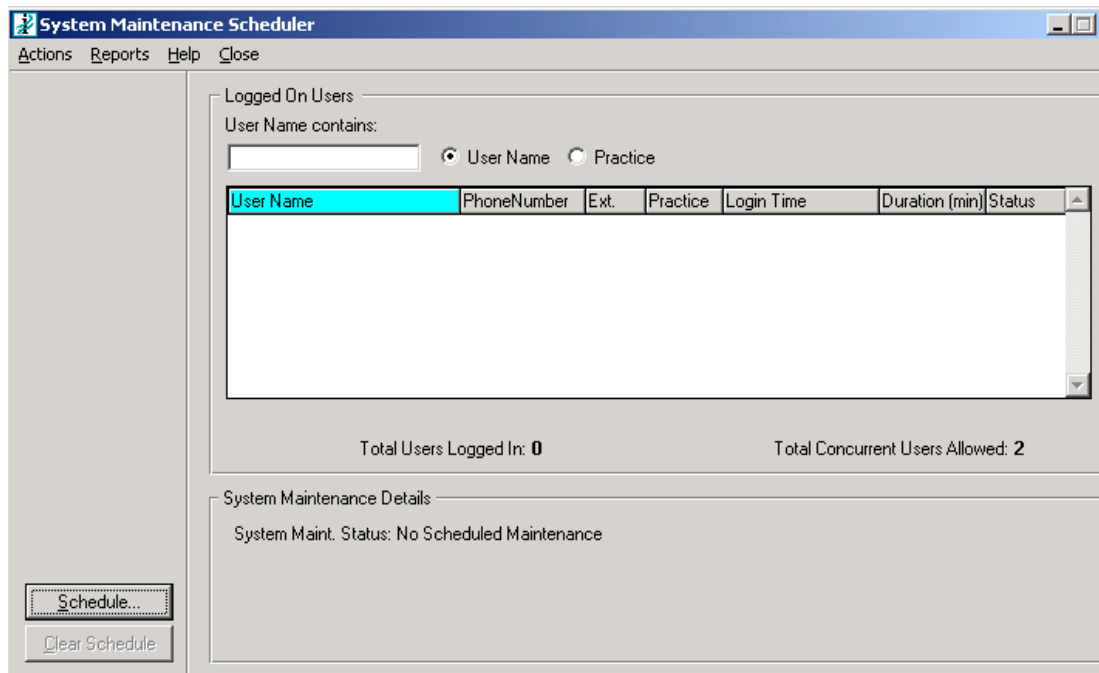 System Maintenance Scheduler
Actions Reports Help Close
Logged On Users
User Name contains:
User Name Practice
User Name PhoneNumber Ext. Practice Login Time Duration (min) Status
Total Users Logged In: 0 Total Concurrent Users Allowed: 2
System Maintenance Details
System Maint. Status: No Scheduled Maintenance
Schedule...
Clear Schedule